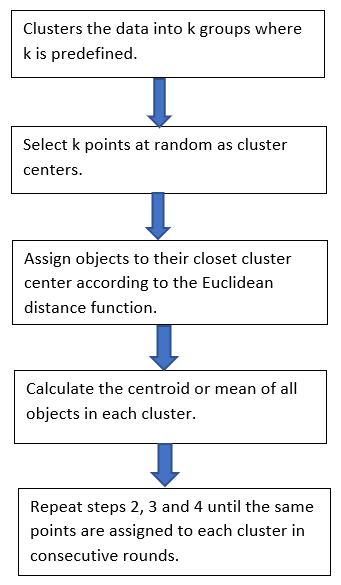 Clusters the data into k groups where
k is predefined.
Select k points at random as cluster
centers.
Assign objects to their closet cluster
center according to the Euclidean
distance function.
Calculate the centroid or mean of all
objects in each cluster.
Repeat steps 2, 3 and 4 until the same
points are assigned to each cluster in
consecutive rounds.